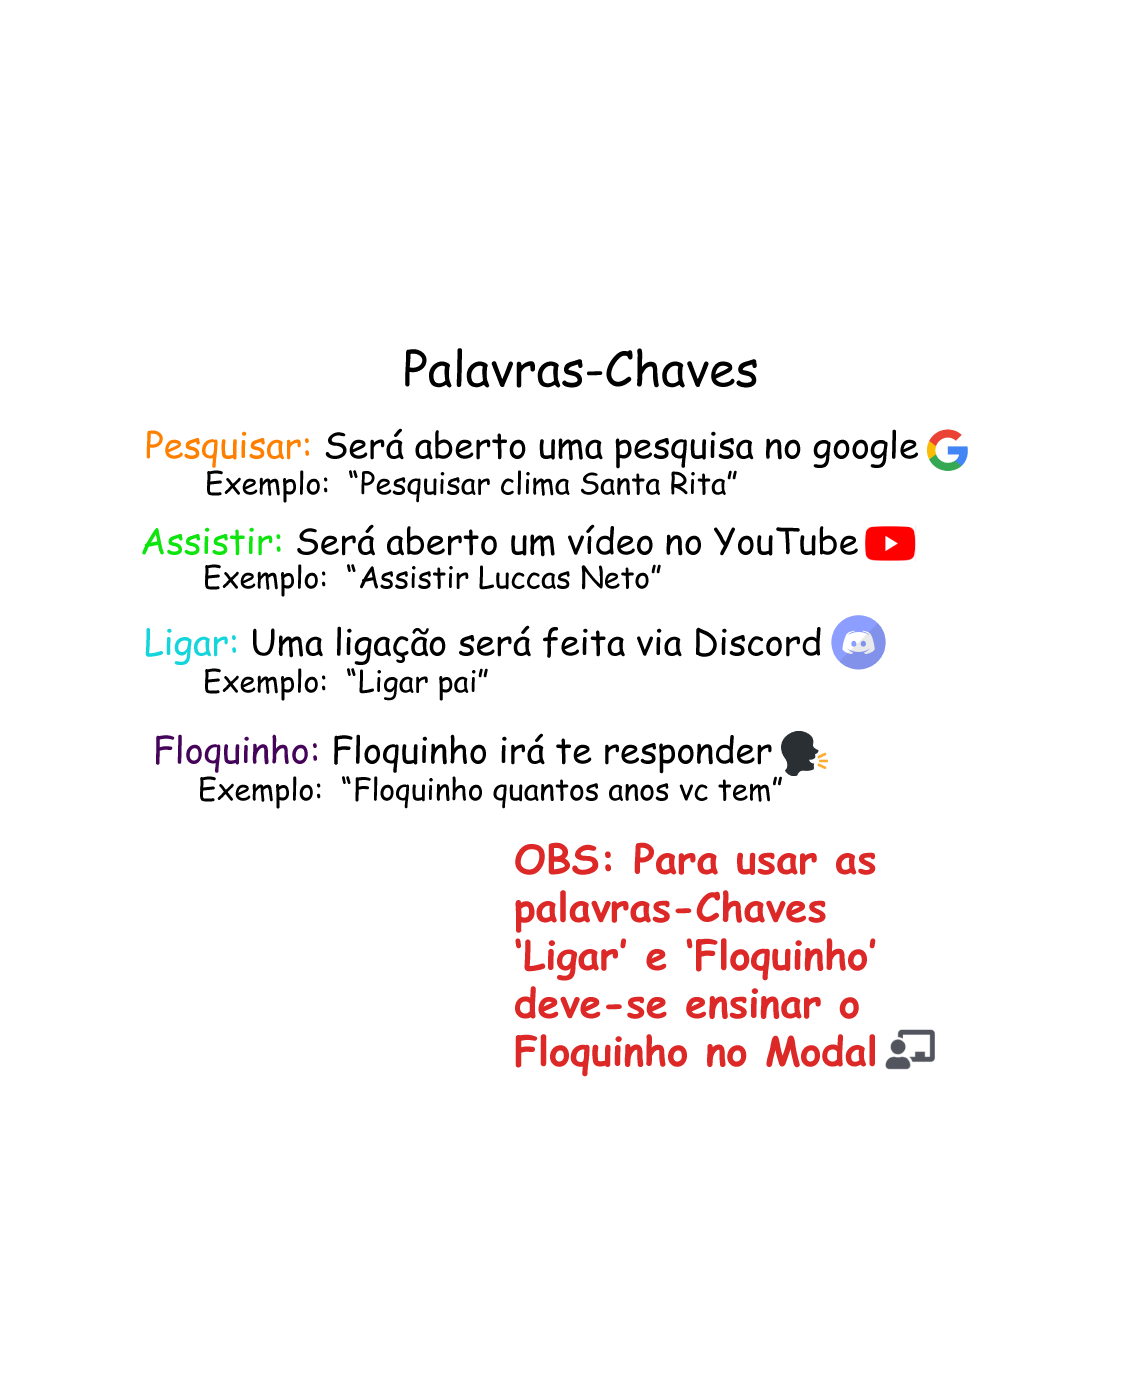 Palavras-Chaves
Pesquisar: Será aberto uma pesquisa no google
Exemplo: “Pesquisar clima Santa Rita”
Assistir: Será aberto um vídeo no YouTube
Exemplo: “Assistir Luccas Neto”
Ligar: Uma ligação será feita via Discord
Exemplo: “Ligar pai”
Floquinho: Floquinho irá te responder
Exemplo: “Floquinho quantos anos vc tem”
OBS: Para usar as
palavras-Chaves
‘Ligar’ e ‘Floquinho’
deve-se ensinar o
Floquinho no Modal